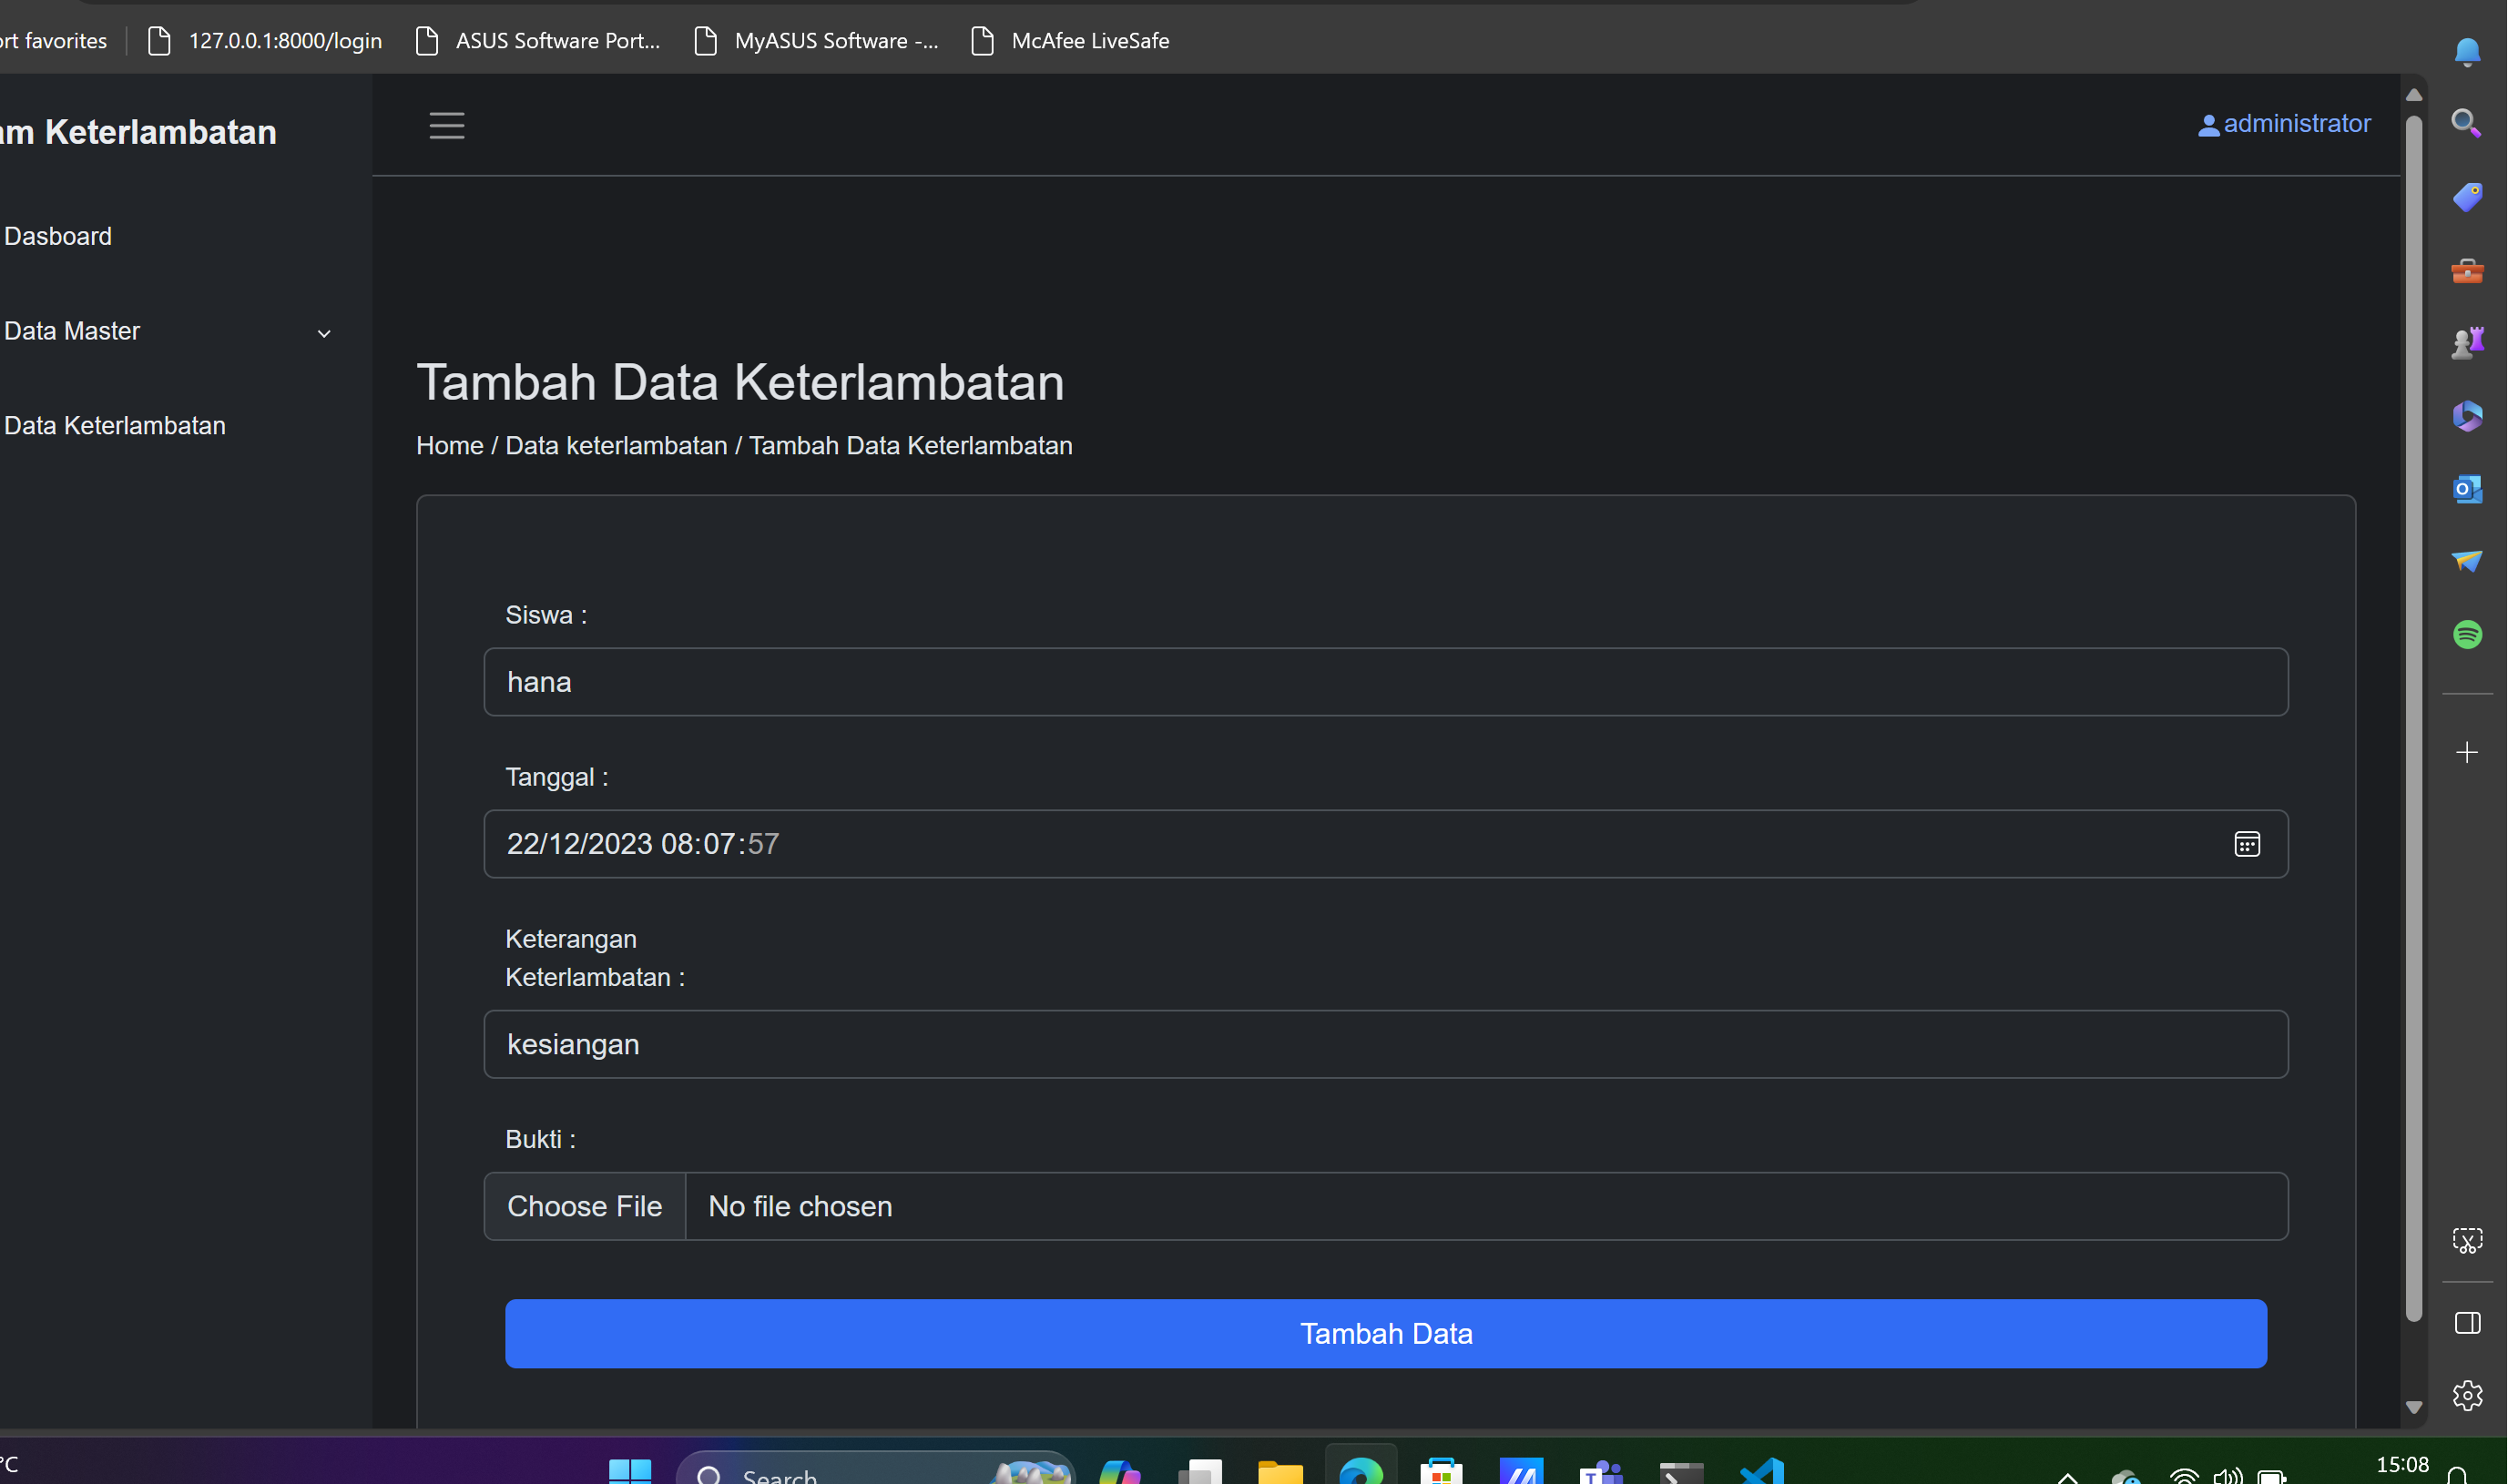 favorites
127.0.0.1:8000/login
ASUS Software Port...
MyASUS Software -...
McAfee LiveSafe
Keterlambatan
administrator
Dasboard
Data Master
Data Keterlambatan
Tambah Data Keterlambatan
Home / Data keterlambatan / Tambah Data Keterlambatan
Siswa :
hana
Tanggal :
22/12/2023 08:07:57
Keterangan
Keterlambatan :
kesiangan
Bukti :
Choose File
No file chosen
Tambah Data
°C
Search
15:08